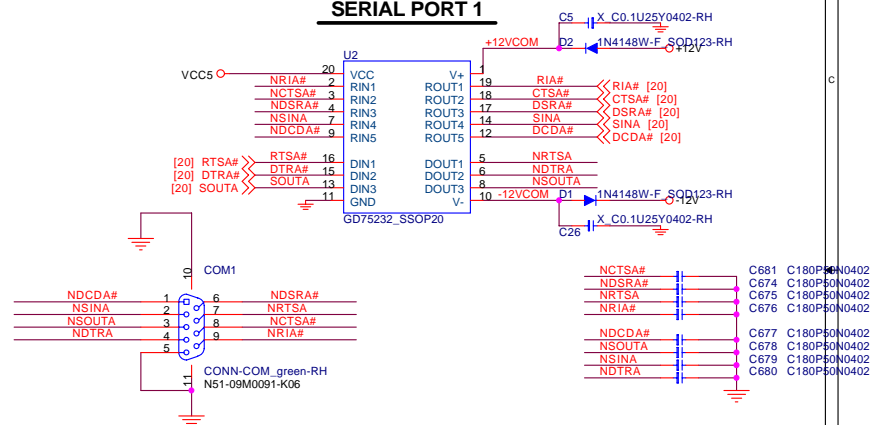 SERIAL PORT 1
C5 X_C0.1U25Y0402-RH
+12VCOM D2 1N4148W-F_SOD123-RH
+12V
U2
VCC5 20 VCC V+ 1
NRIA# 2 RIN1 ROUT1 19 RIA# RIA# [20]
NCTSA# 3 RIN2 ROUT2 18 CTSA# CTSA# [20]
NDSRA# 4 RIN3 ROUT3 17 DSRA# DSRA# [20]
NSINA 7 RIN4 ROUT4 14 SINA SINA [20]
NDCDA# 9 RIN5 ROUT5 12 DCDA# DCDA# [20]
[20] RTSA# RTSA# 16 DIN1 DOUT1 5 NRTSA
[20] DTRA# DTRA# 15 DIN2 DOUT2 6 NDTRA
[20] SOUTA SOUTA 13 DIN3 DOUT3 8 NSOUTA
11 GND V- 10 -12VCOM D1 1N4148W-F_SOD123-RH
-12V
GD75232_SSOP20
X_C0.1U25Y0402-RH
C26
C
10 COM1
NDCDA# 1 6 NDSRA#
NSINA 2 7 NRTSA
NSOUTA 3 8 NCTSA#
NDTRA 4 9 NRIA#
5
11 CONN-COM_green-RH
N51-09M0091-K06
NCTSA# C681 C180P50N0402
NDSRA# C674 C180P50N0402
NRTSA C675 C180P50N0402
NRIA# C676 C180P50N0402
NDCDA# C677 C180P50N0402
NSOUTA C678 C180P50N0402
NSINA C679 C180P50N0402
NDTRA C680 C180P50N0402